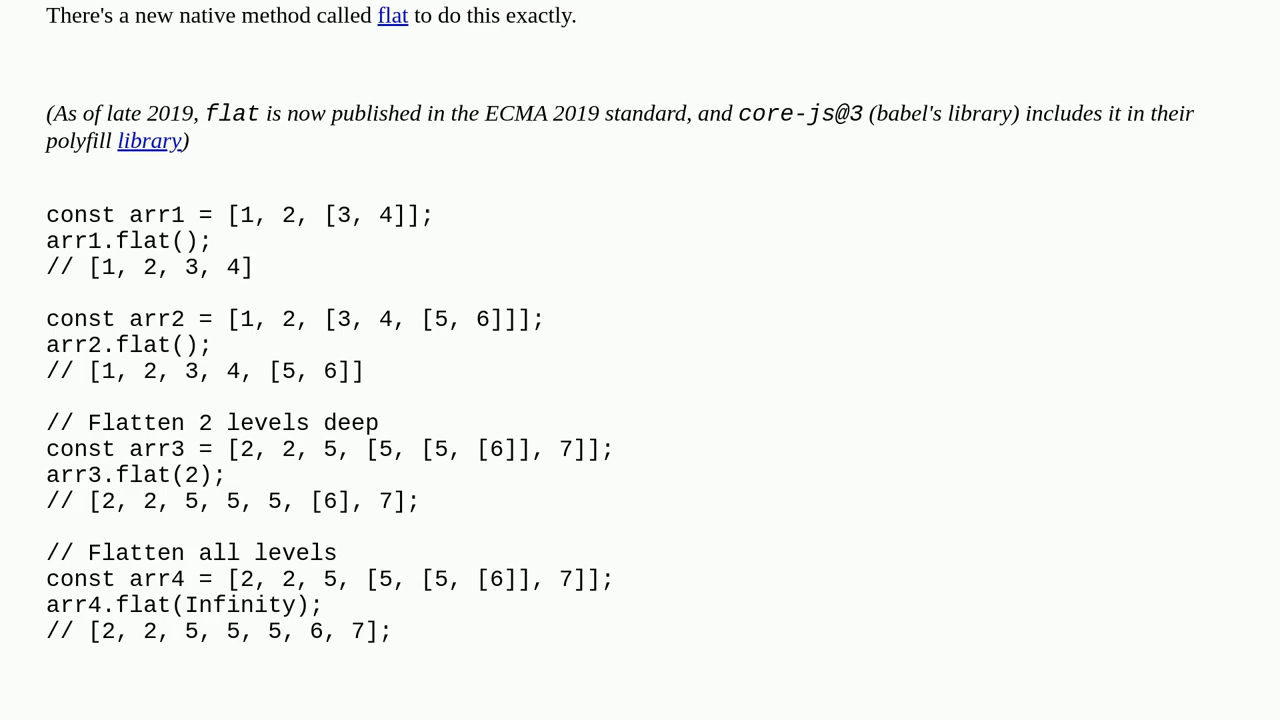 There's a new native method called flat to do this exactly.
(As of late 2019, flat is now published in the ECMA 2019 standard, and core-js@3 (babel's library) includes it in their
polyfill library)
const arr1 = [1, 2, [3, 4]];
arr1.flat();
// [1, 2, 3, 4]
const arr2 = [1, 2, [3, 4, [5, 6]]];
arr2.flat();
// [1, 2, 3, 4, [5, 6]]
// Flatten 2 levels deep
const arr3 = [2, 2, 5, [5, [5, [6]], 7]];
arr3.flat(2);
// [2, 2, 5, 5, 5, [6], 7];
// Flatten all levels
const arr4 = [2, 2, 5, [5, [5, [6]], 7]];
arr4.flat(Infinity);
// [2, 2, 5, 5, 5, 6, 7];